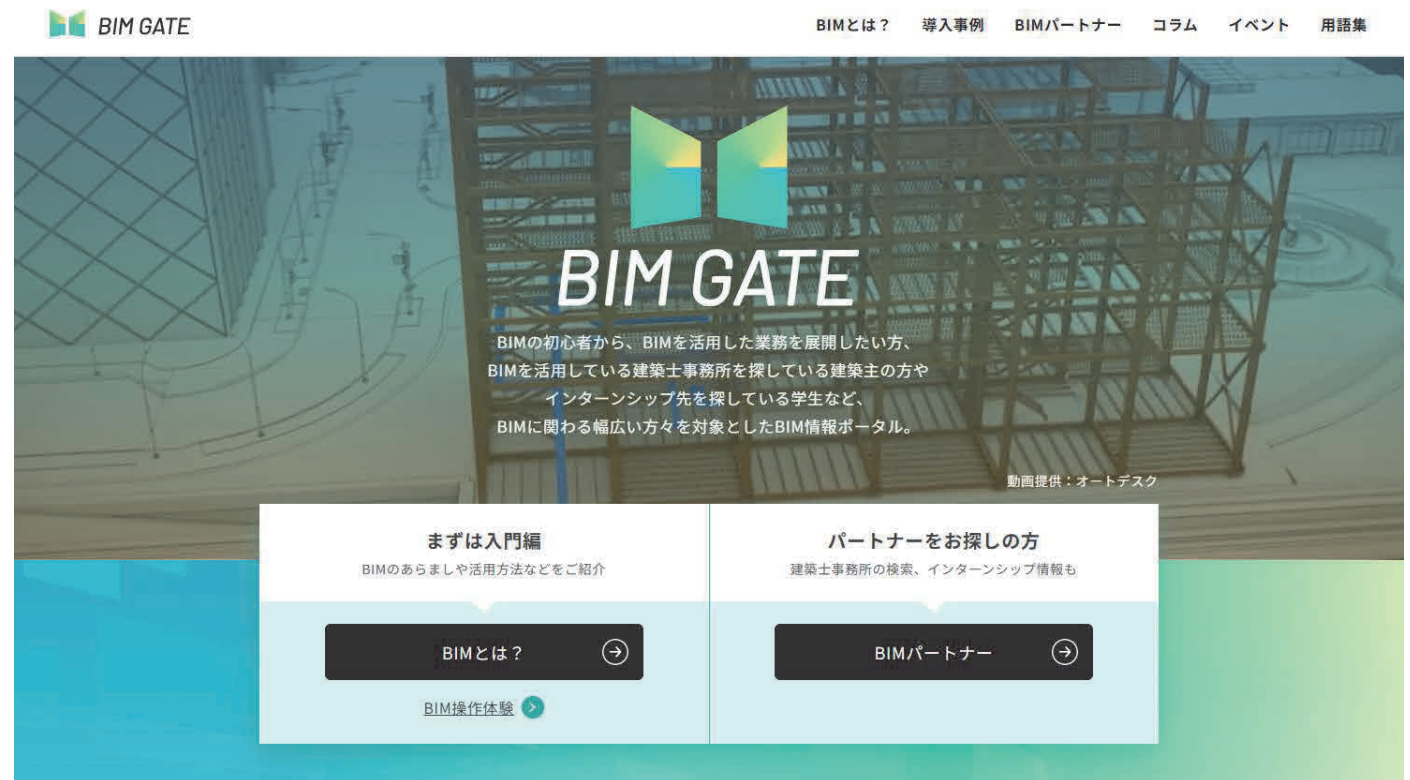 BIM GATE
BIMとは？ 導入事例 BIMパートナー コラム イベント 用語集
BIM GATE
BIMの初心者から、BIMを活用した業務を展開したい方、
BIMを活用している建築士事務所を探している建築主の方や
インターンシップ先を探している学生など、
BIMに関わる幅広い方々を対象としたBIM情報ポータル。
動画提供：オートデスク
まずは入門編
BIMのあらましや活用方法などをご紹介
BIMとは？
BIM操作体験
パートナーをお探しの方
建築士事務所の検索、インターンシップ情報も
BIMパートナー